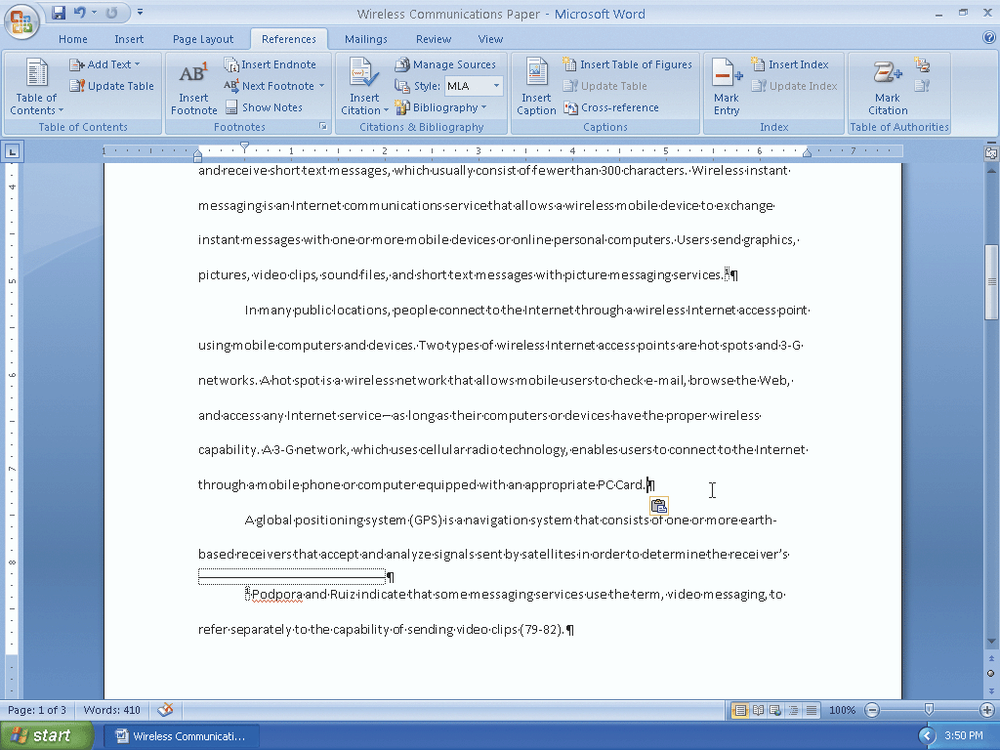 Wireless Communications Paper - Microsoft Word
Home Insert Page Layout References Mailings Review View
Table of Contents
Add Text
Update Table
Table of Contents
AB1
Insert Footnote
Insert Endnote
AB1 Next Footnote
Show Notes
Footnotes
Insert Citation
Manage Sources
Style: MLA
Bibliography
Citations & Bibliography
Insert Caption
Insert Table of Figures
Update Table
Cross-reference
Captions
Mark Entry
Insert Index
Update Index
Index
Mark Citation
Table of Authorities
1 1 2 3 4 5 6 7
4
5
6
7
8
and receive short text messages, which usually consist of fewer than 300 characters. Wireless instant
messaging is an Internet communications service that allows a wireless mobile device to exchange
instant messages with one or more mobile devices or online personal computers. Users send graphics,
pictures, video clips, sound files, and short text messages with picture messaging services.1¶
In many public locations, people connect to the Internet through a wireless Internet access point
using mobile computers and devices. Two types of wireless Internet access points are hot spots and 3-G
networks. A hot spot is a wireless network that allows mobile users to check e-mail, browse the Web,
and access any Internet service—as long as their computers or devices have the proper wireless
capability. A 3-G network, which uses cellular radio technology, enables users to connect to the Internet
through a mobile phone or computer equipped with an appropriate PC Card.¶
A global positioning system (GPS) is a navigation system that consists of one or more earth-
based receivers that accept and analyze signals sent by satellites in order to determine the receiver's
¶
1 Podpora and Ruiz indicate that some messaging services use the term, video messaging, to
refer separately to the capability of sending video clips (79-82).¶
Page: 1 of 3 Words: 410 100%
start Wireless Communicati... 3:50 PM